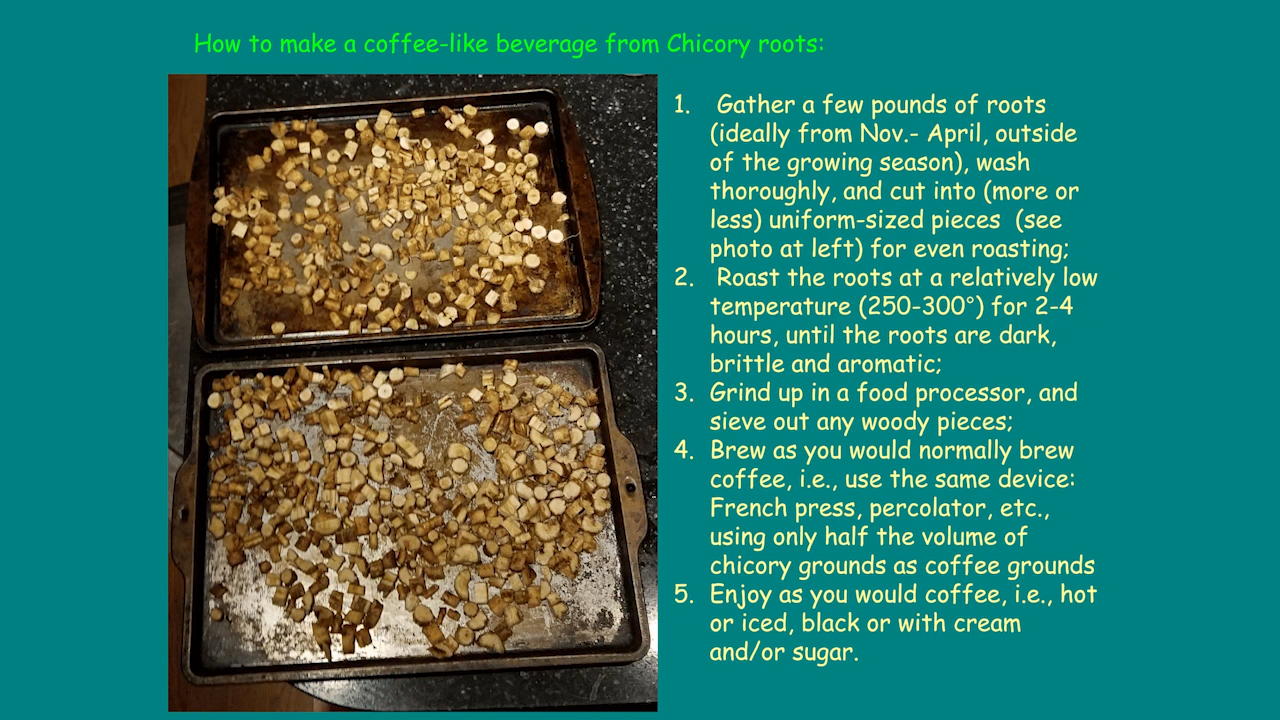 How to make a coffee-like beverage from Chicory roots:
1. Gather a few pounds of roots
(ideally from Nov.- April, outside
of the growing season), wash
thoroughly, and cut into (more or
less) uniform-sized pieces (see
photo at left) for even roasting;
2. Roast the roots at a relatively low
temperature (250-300°) for 2-4
hours, until the roots are dark,
brittle and aromatic;
3. Grind up in a food processor, and
sieve out any woody pieces;
4. Brew as you would normally brew
coffee, i.e., use the same device:
French press, percolator, etc.,
using only half the volume of
chicory grounds as coffee grounds
5. Enjoy as you would coffee, i.e., hot
or iced, black or with cream
and/or sugar.